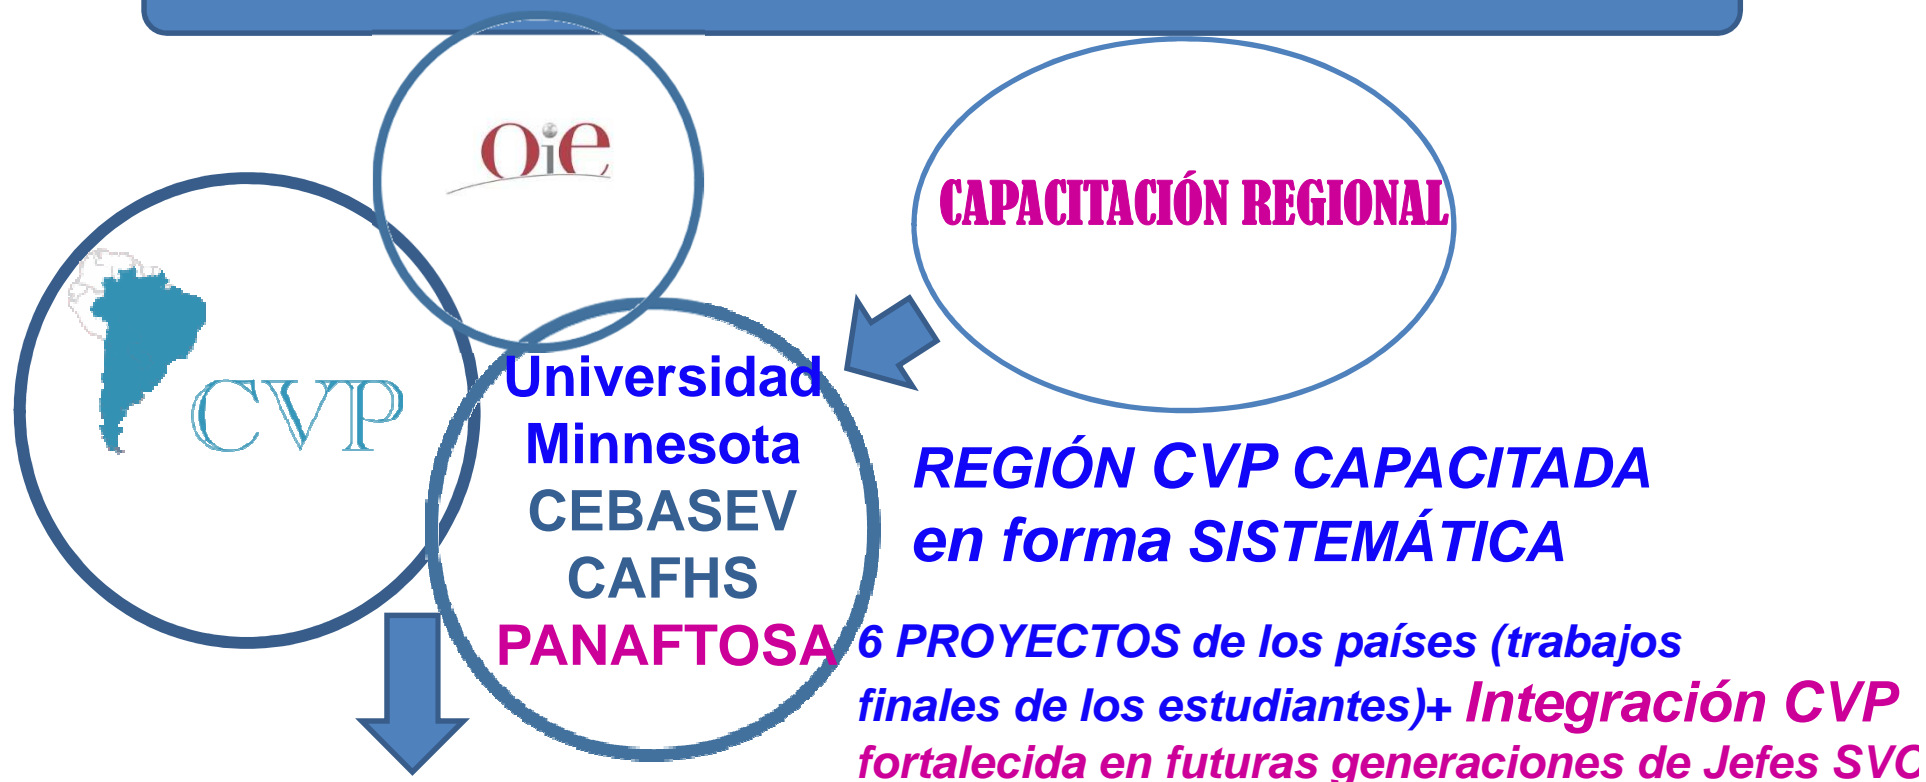 oie
CAPACITACIÓN REGIONAL
CVP
Universidad
Minnesota
CEBASEV
CAFHS
PANAFTOSA
REGIÓN CVP CAPACITADA
en forma SISTEMÁTICA
6 PROYECTOS de los países (trabajos
finales de los estudiantes)+ Integración CVP
fortalecida en futuras generaciones de Jefes SVO